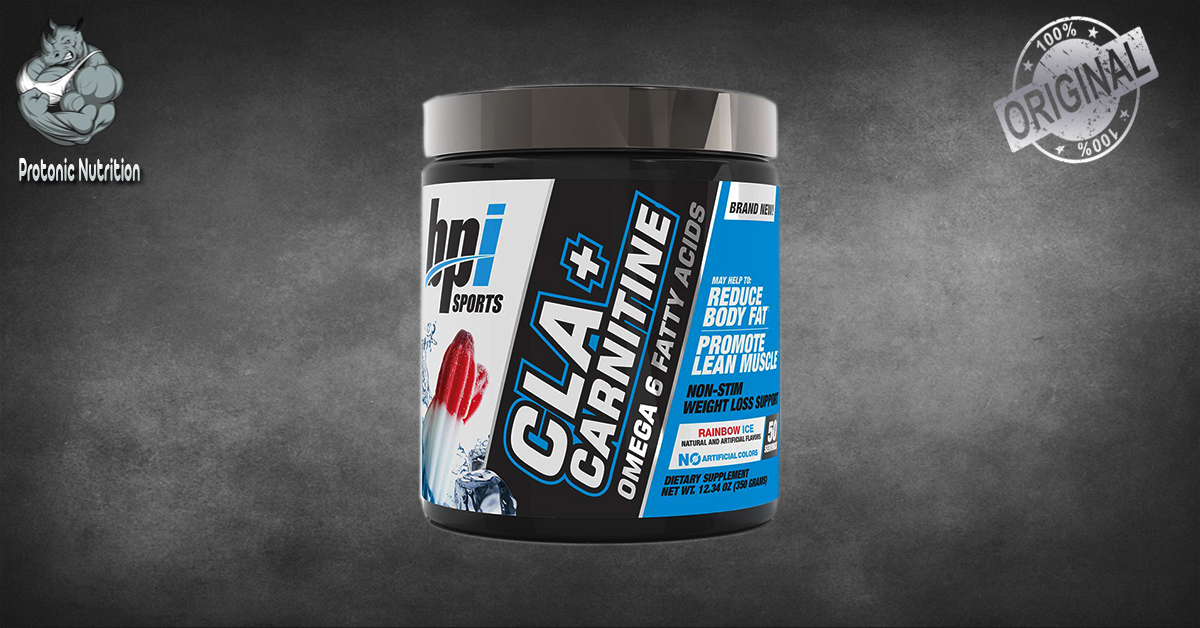 Protonic Nutrition
100%
ORIGINAL
100%
bpi
SPORTS
CLA+
CARNITINE
OMEGA 6 FATTY ACIDS
BRAND NEW!
MAY HELP TO:
REDUCE
BODY FAT
PROMOTE
LEAN MUSCLE
NON-STIM
WEIGHT LOSS SUPPORT
RAINBOW ICE
NATURAL AND ARTIFICIAL FLAVORS
NO ARTIFICIAL COLORS
50
DIETARY SUPPLEMENT
NET WT. 12.34 OZ (350 GRAMS)